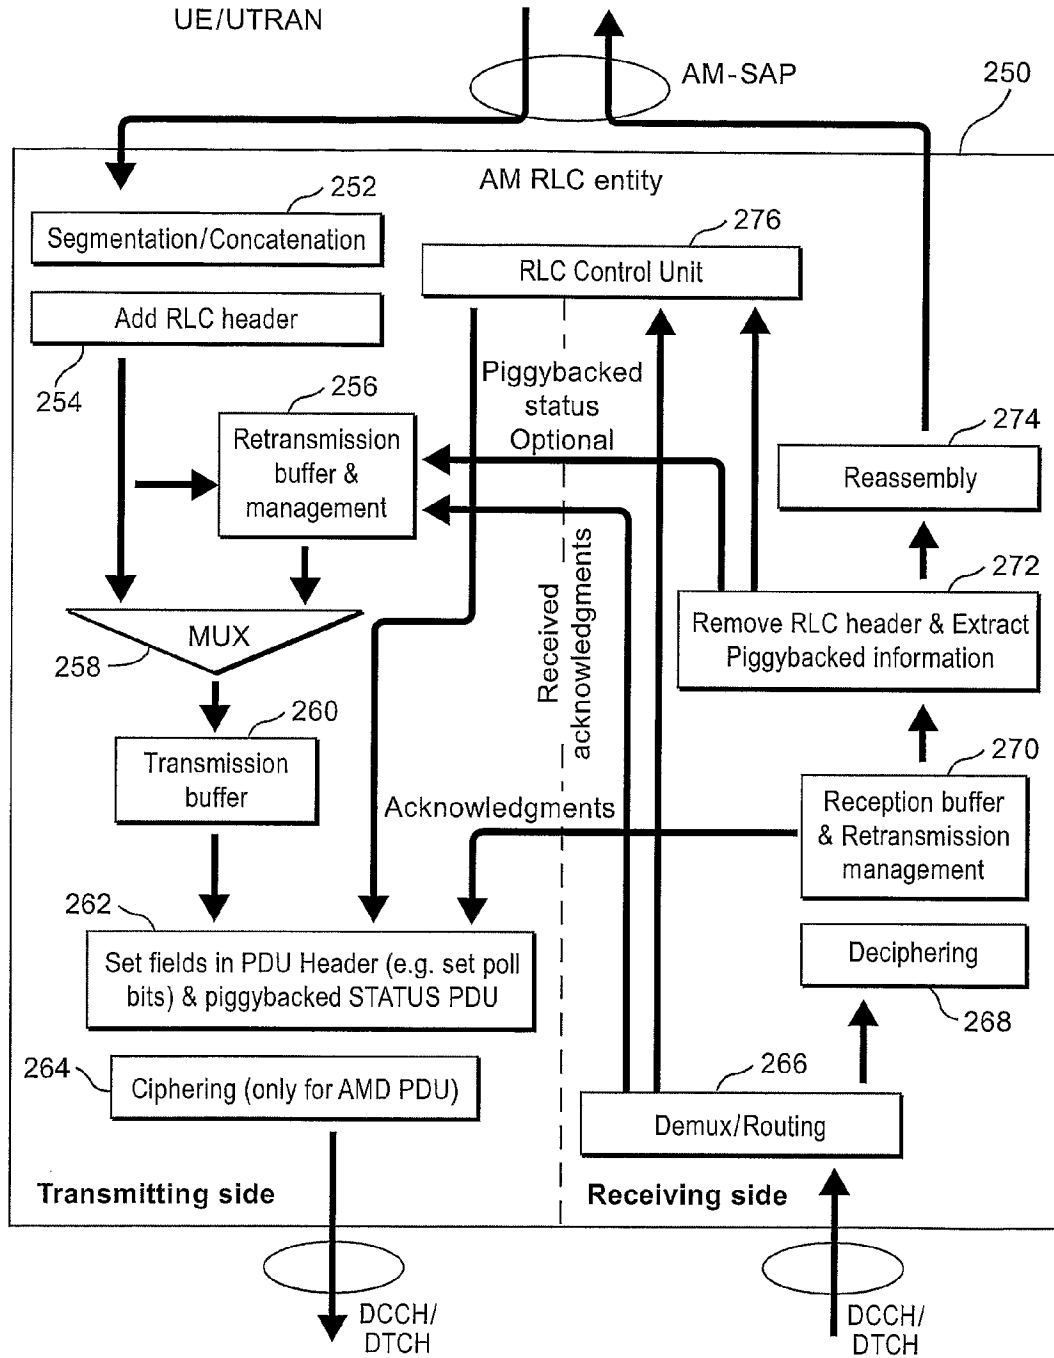 UE/UTRAN
AM-SAP
250
AM RLC entity
252
Segmentation/Concatenation
276
RLC Control Unit
Add RLC header
254
256
Retransmission
buffer &
management
Piggybacked
status
Optional
274
Reassembly
Received
acknowledgments
272
Remove RLC header & Extract
Piggybacked information
MUX
258
260
Transmission
buffer
270
Reception buffer
& Retransmission
management
Acknowledgments
262
Set fields in PDU Header (e.g. set poll
bits) & piggybacked STATUS PDU
Deciphering
268
264
Ciphering (only for AMD PDU)
266
Demux/Routing
Transmitting side
Receiving side
DCCH/
DTCH
DCCH/
DTCH